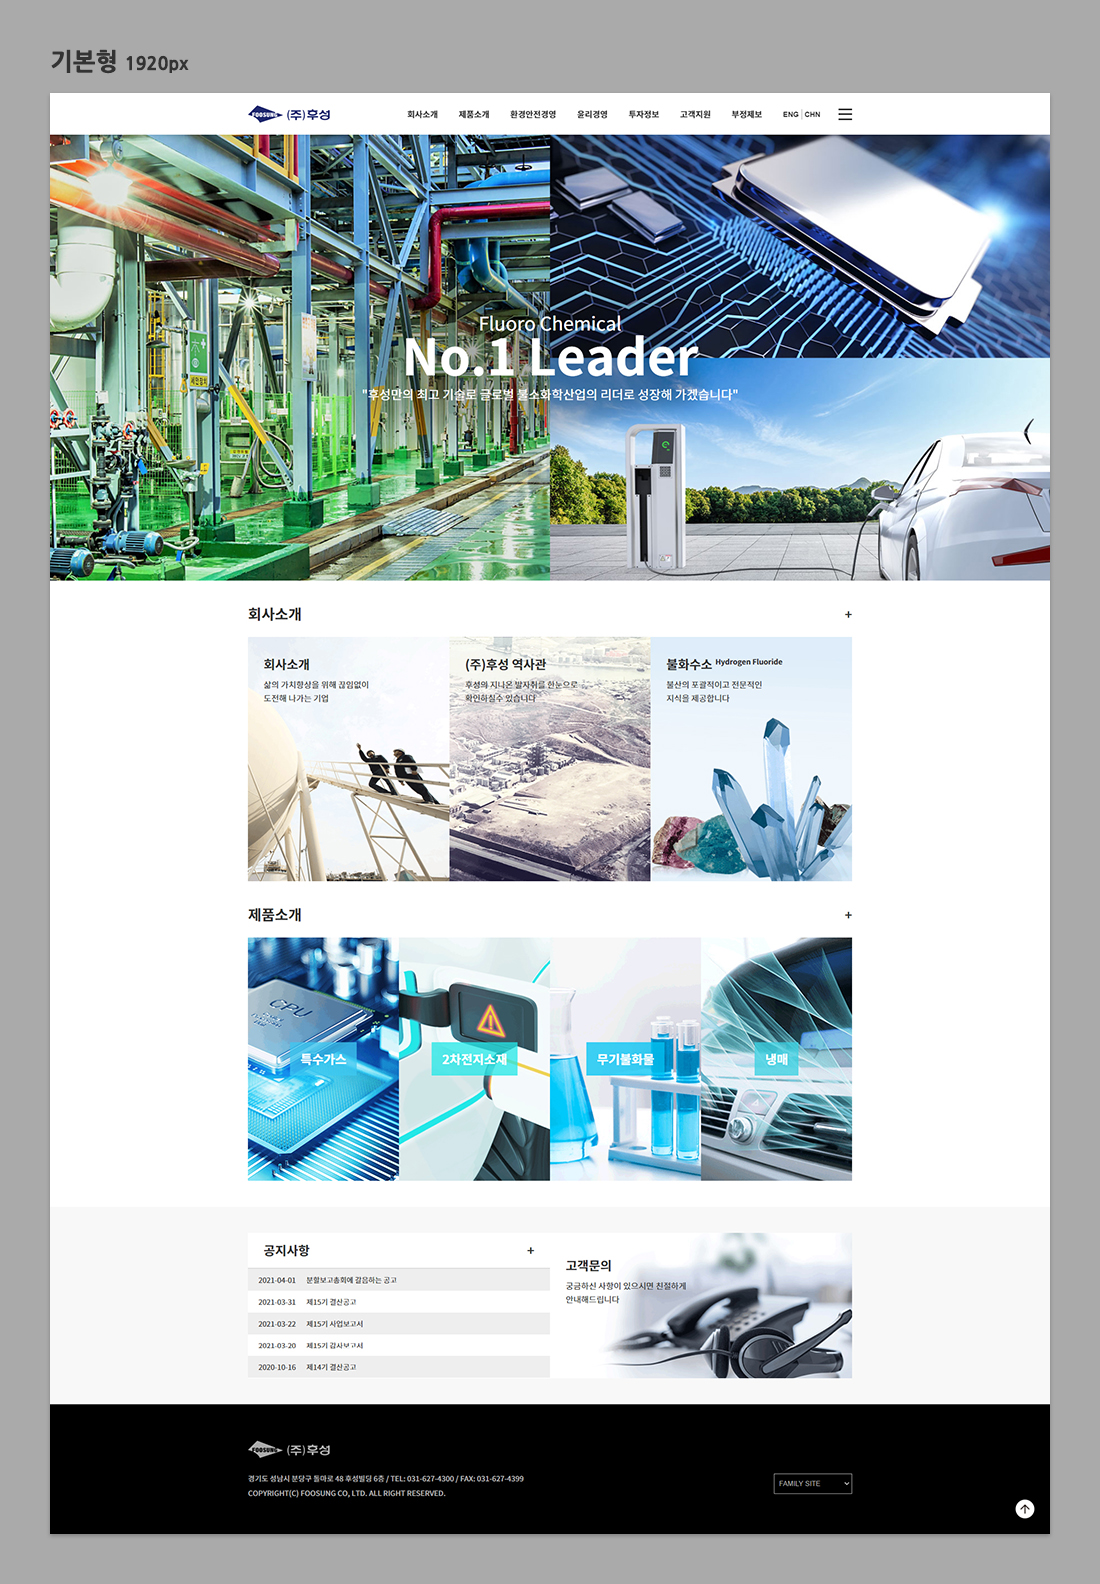 기본형 1920px
FOOSUNG (주)후성
회사소개 제품소개 환경안전경영 윤리경영 투자정보 고객지원 부정제보 ENG CHN
Fluoro Chemical
No.1 Leader
"후성만의 최고 기술로 글로벌 불소화학산업의 리더로 성장해 가겠습니다"
회사소개 +
회사소개
삶의 가치향상을 위해 끊임없이
도전해 나가는 기업
(주)후성 역사관
후성의 지나온 발자취를 한눈으로
확인하실수 있습니다
불화수소 Hydrogen Fluoride
불산의 포괄적이고 전문적인
지식을 제공합니다
제품소개 +
CPU
특수가스
2차전지소재
무기불화물
냉매
공지사항 +
2021-04-01 분할보고총회에 갈음하는 공고
2021-03-31 제15기 결산공고
2021-03-22 제15기 사업보고서
2021-03-20 제15기 감사보고서
2020-10-16 제14기 결산공고
고객문의
궁금하신 사항이 있으시면 친절하게
안내해드립니다
FOOSUNG (주)후성
경기도 성남시 분당구 돌마로 48 후성빌딩 6층 / TEL: 031-627-4300 / FAX: 031-627-4399
COPYRIGHT(C) FOOSUNG CO, LTD. ALL RIGHT RESERVED.
FAMILY SITE